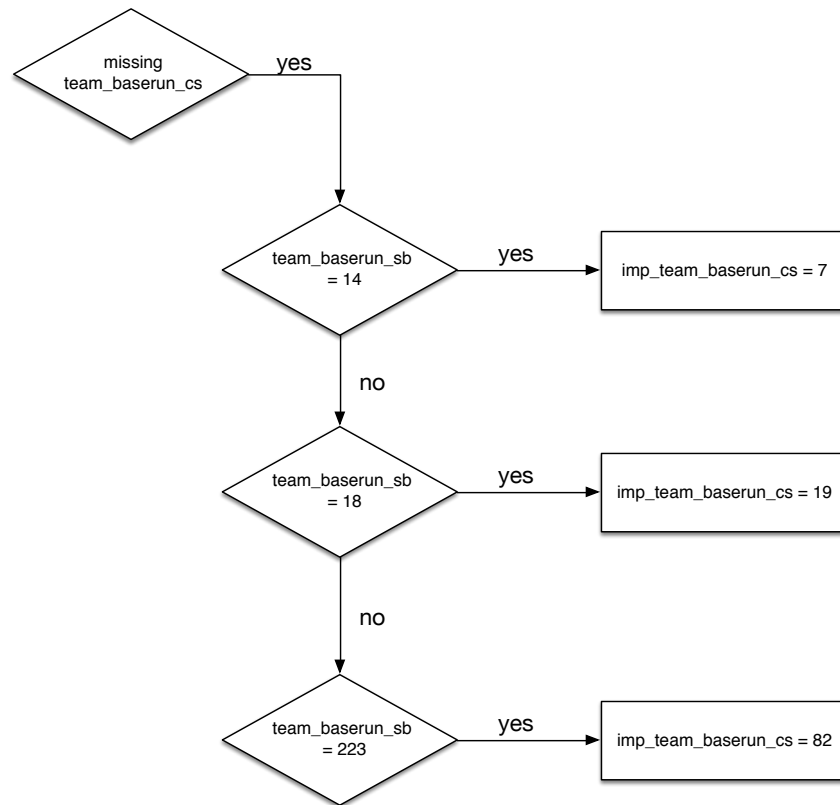 missing
team_baserun_cs
yes
team_baserun_sb
= 14
yes
imp_team_baserun_cs = 7
no
team_baserun_sb
= 18
yes
imp_team_baserun_cs = 19
no
team_baserun_sb
= 223
yes
imp_team_baserun_cs = 82